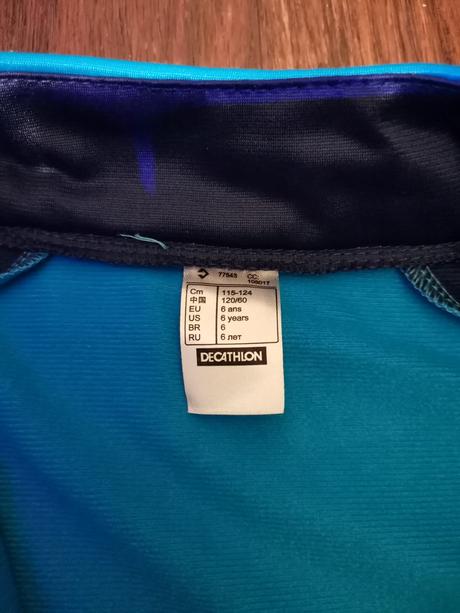 77543 CC:
105017
Cm 115-124
中国 120/60
EU 6 ans
US 6 years
BR 6
RU 6 лет
DECATHLON